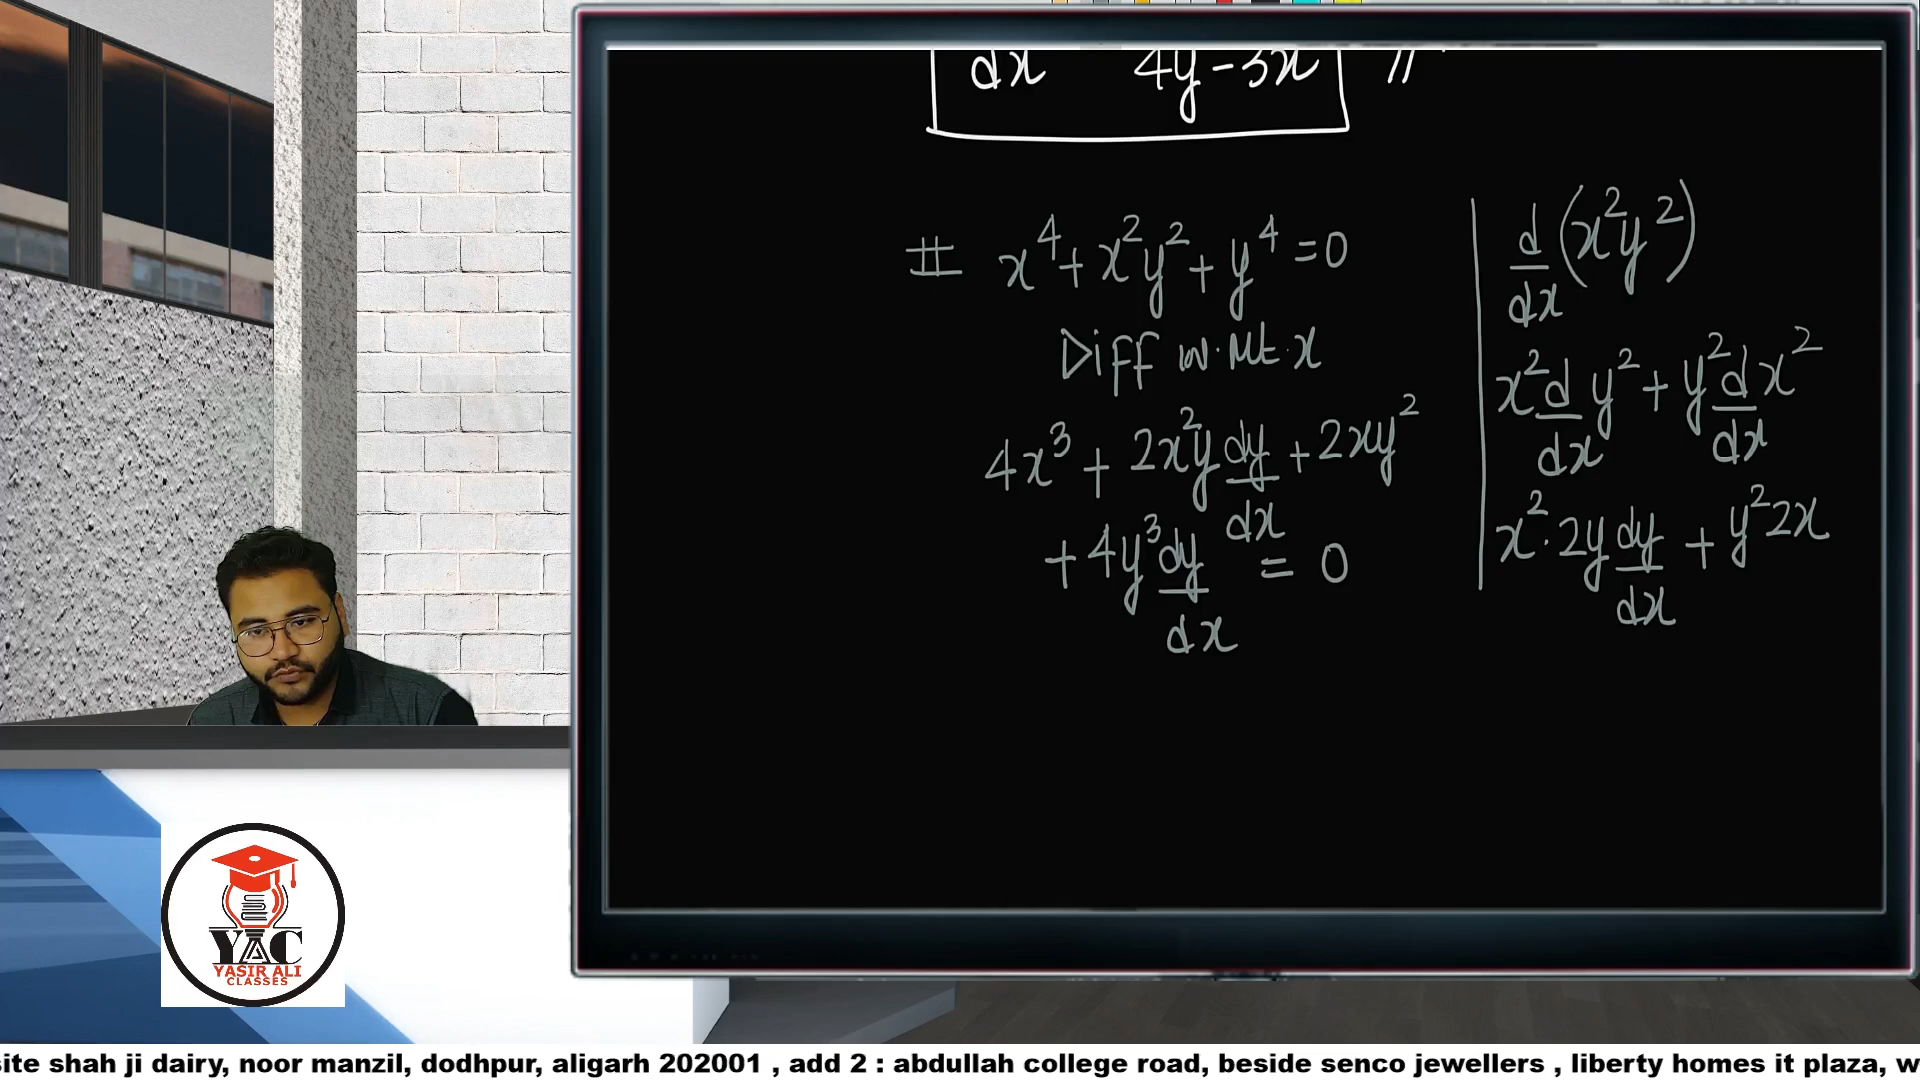 dx 4y-3x //
# x⁴+x²y²+y⁴=0
Diff w.r.t. x
4x³ + 2x²y dy/dx + 2xy²
+ 4y³ dy/dx = 0
d/dx (x²y²)
x² d/dx y² + y² d/dx x²
x².2y dy/dx + y²2x
YAC
YASIR ALI
CLASSES
site shah ji dairy, noor manzil, dodhpur, aligarh 202001 , add 2 : abdullah college road, beside senco jewellers , liberty homes it plaza, w